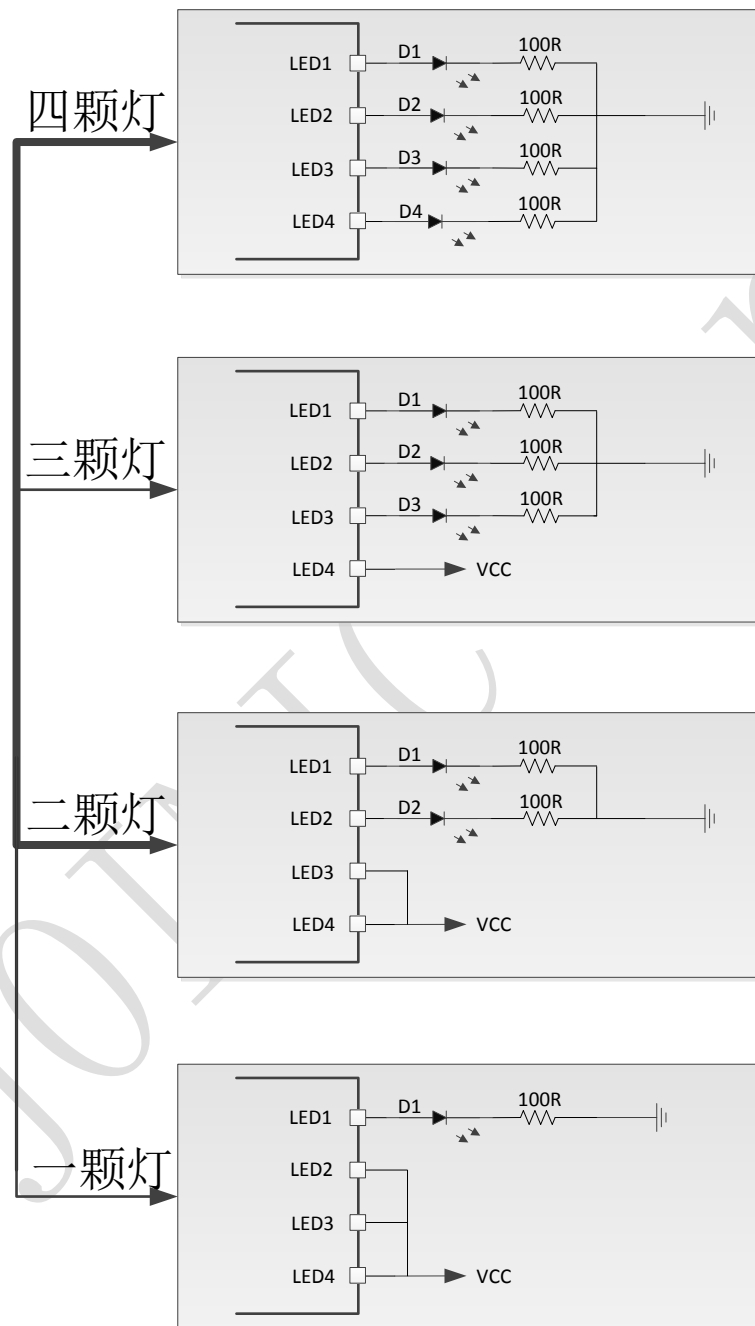 四颗灯
LED1 D1 100R
LED2 D2 100R
LED3 D3 100R
LED4 D4 100R
三颗灯
LED1 D1 100R
LED2 D2 100R
LED3 D3 100R
LED4 VCC
二颗灯
LED1 D1 100R
LED2 D2 100R
LED3
LED4 VCC
一颗灯
LED1 D1 100R
LED2
LED3
LED4 VCC